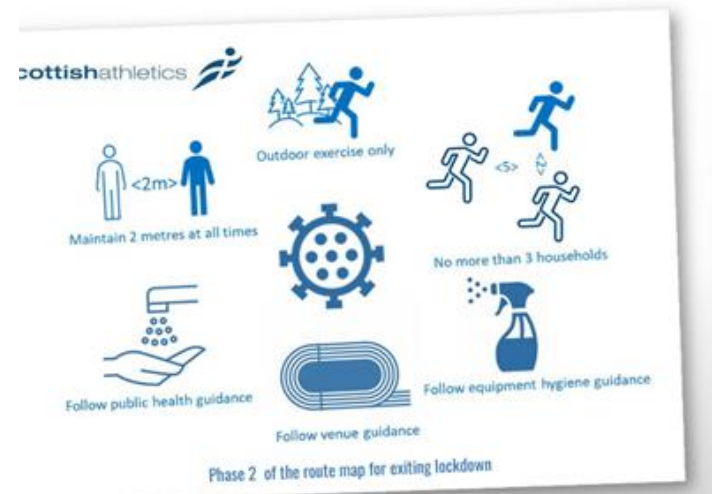 cottishathletics
Outdoor exercise only
<2m>
Maintain 2 metres at all times
<5>
No more than 3 households
Follow public health guidance
Follow venue guidance
Follow equipment hygiene guidance
Phase 2 of the route map for exiting lockdown